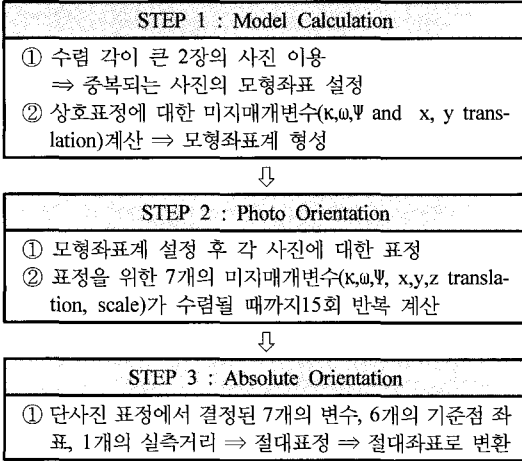 STEP 1 : Model Calculation
① 수렴 각이 큰 2장의 사진 이용
⇒ 중복되는 사진의 모형좌표 설정
② 상호표정에 대한 미지매개변수(κ,ω,Ψ and x, y trans-
lation)계산 ⇒ 모형좌표계 형성
⇩
STEP 2 : Photo Orientation
① 모형좌표계 설정 후 각 사진에 대한 표정
② 표정을 위한 7개의 미지매개변수(κ,ω,Ψ, x,y,z transla-
tion, scale)가 수렴될 때까지15회 반복 계산
⇩
STEP 3 : Absolute Orientation
① 단사진 표정에서 결정된 7개의 변수, 6개의 기준점 좌
표, 1개의 실측거리 ⇒ 절대표정 ⇒ 절대좌표로 변환